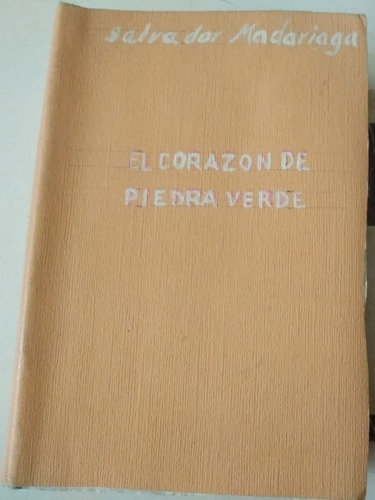 Salvador Madariaga
EL CORAZON DE
PIEDRA VERDE